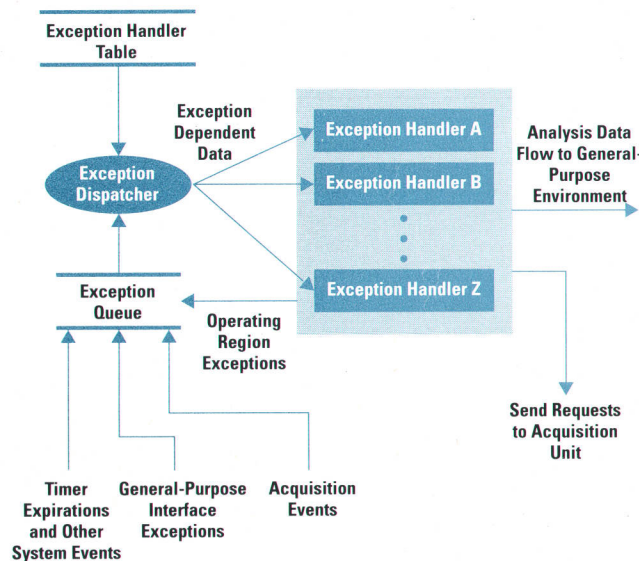 Exception Handler
Table
Exception
Dependent
Data
Exception Handler A
Exception Handler B
Exception Handler Z
Analysis Data
Flow to General-
Purpose
Environment
Exception
Dispatcher
Exception
Queue
Operating
Region
Exceptions
Send Requests
to Acquisition
Unit
Timer
Expirations
and Other
System Events
General-Purpose
Interface
Exceptions
Acquisition
Events